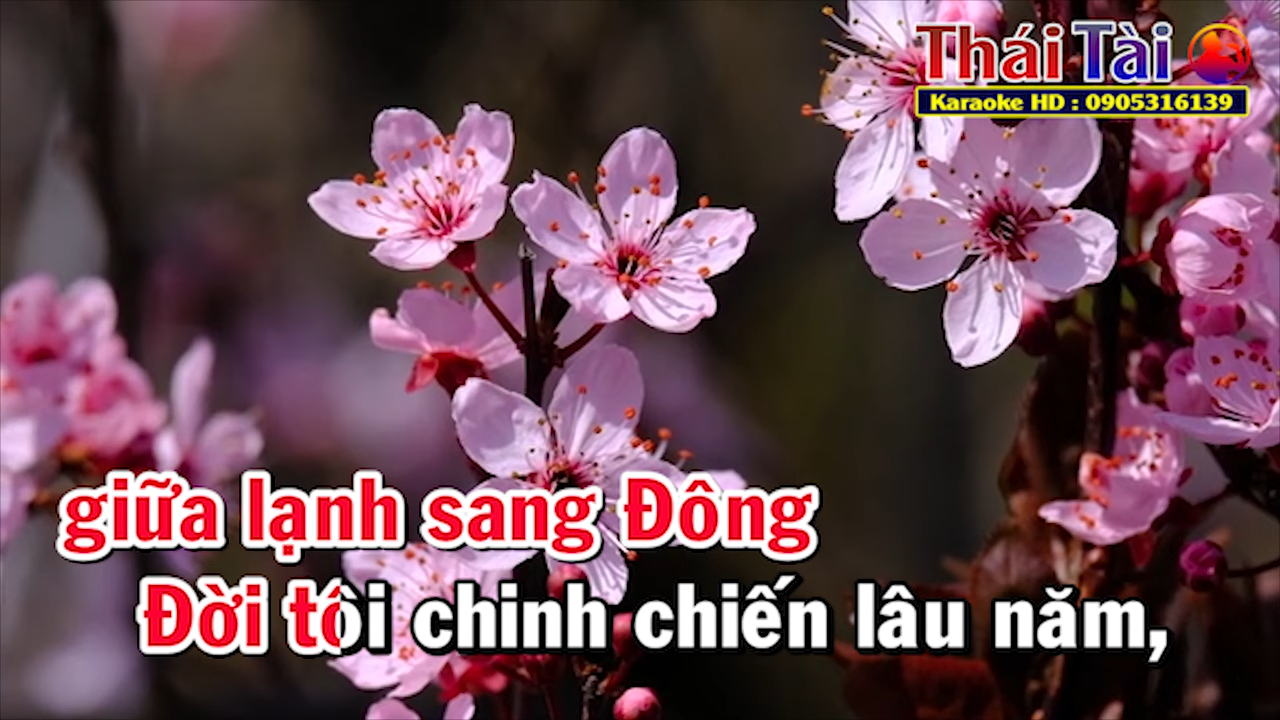 Thái Tài
Karaoke HD : 0905316139
giữa lạnh sang Đông
Đời tôi chinh chiến lâu năm,